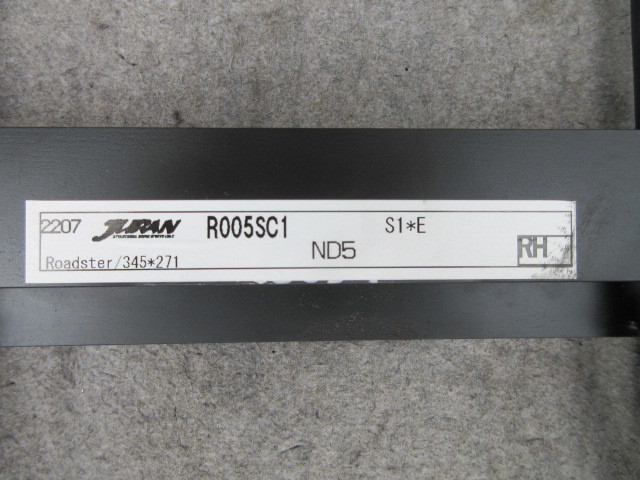 2207 JURAN R005SC1 S1*E
ND5 RH
Roadster/345*271